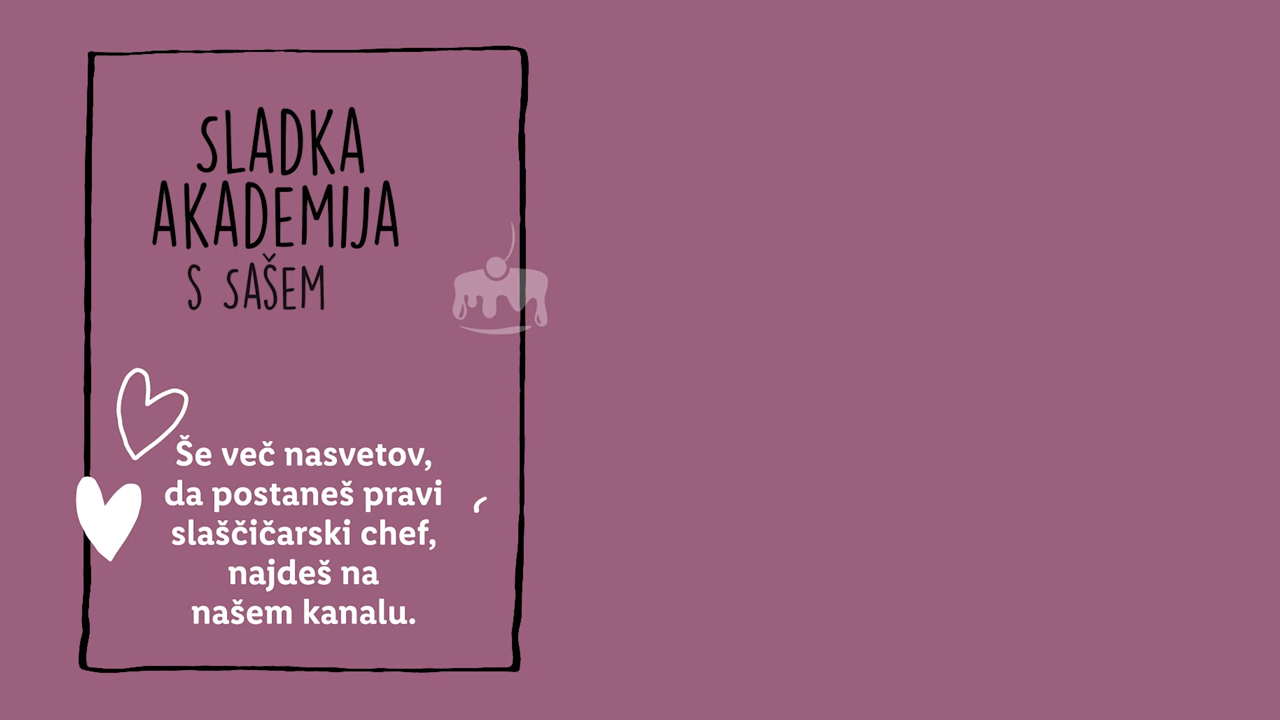 SLADKA
AKADEMIJA
S SAŠEM
Še več nasvetov,
da postaneš pravi
slaščičarski chef,
najdeš na
našem kanalu.